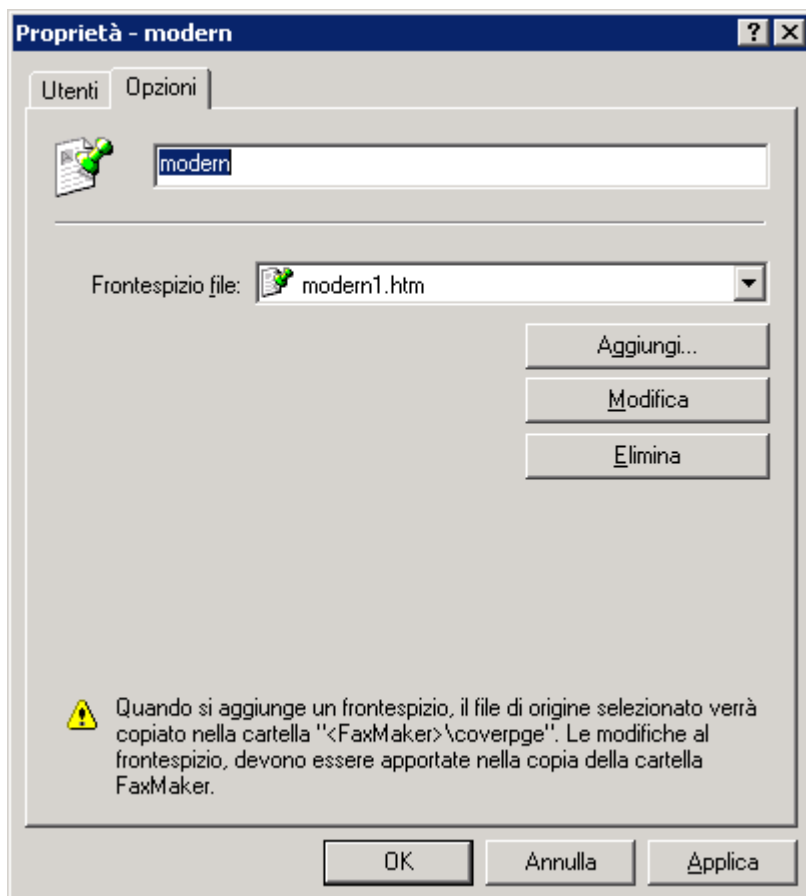 Proprietà - modern
Utenti
Opzioni
modern
Frontespizio file: modern1.htm
Aggiungi...
Modifica
Elimina
Quando si aggiunge un frontespizio, il file di origine selezionato verrà
copiato nella cartella "<FaxMaker>\coverpge". Le modifiche al
frontespizio, devono essere apportate nella copia della cartella
FaxMaker.
OK
Annulla
Applica